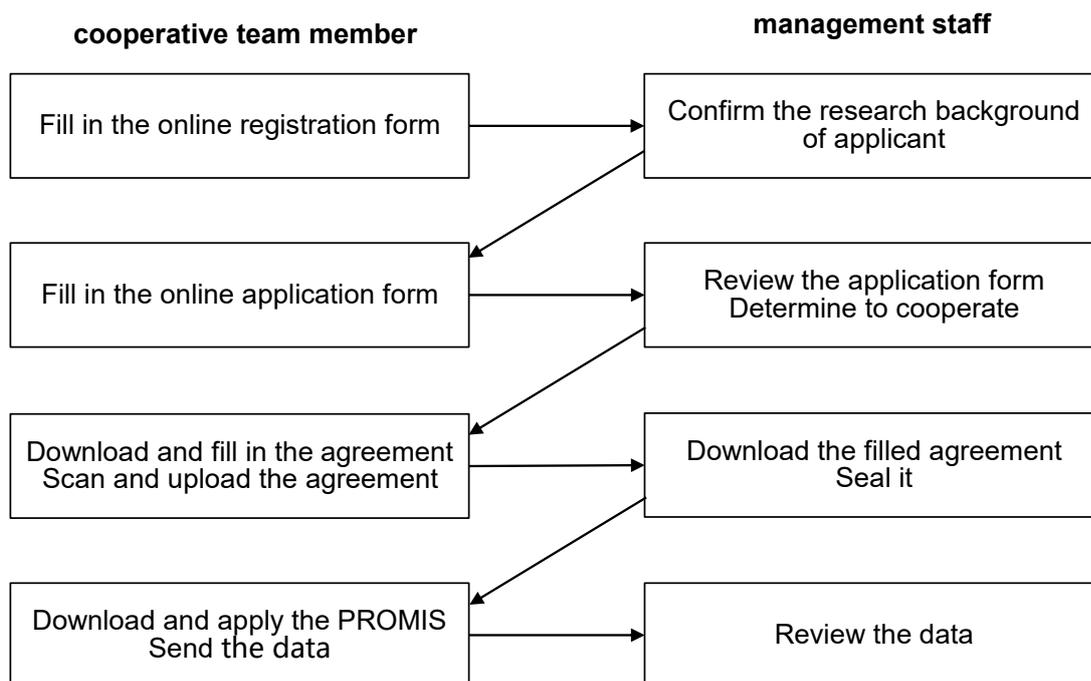 cooperative team member
management staff
Fill in the online registration form
Confirm the research background
of applicant
Fill in the online application form
Review the application form
Determine to cooperate
Download and fill in the agreement
Scan and upload the agreement
Download the filled agreement
Seal it
Download and apply the PROMIS
Send the data
Review the data